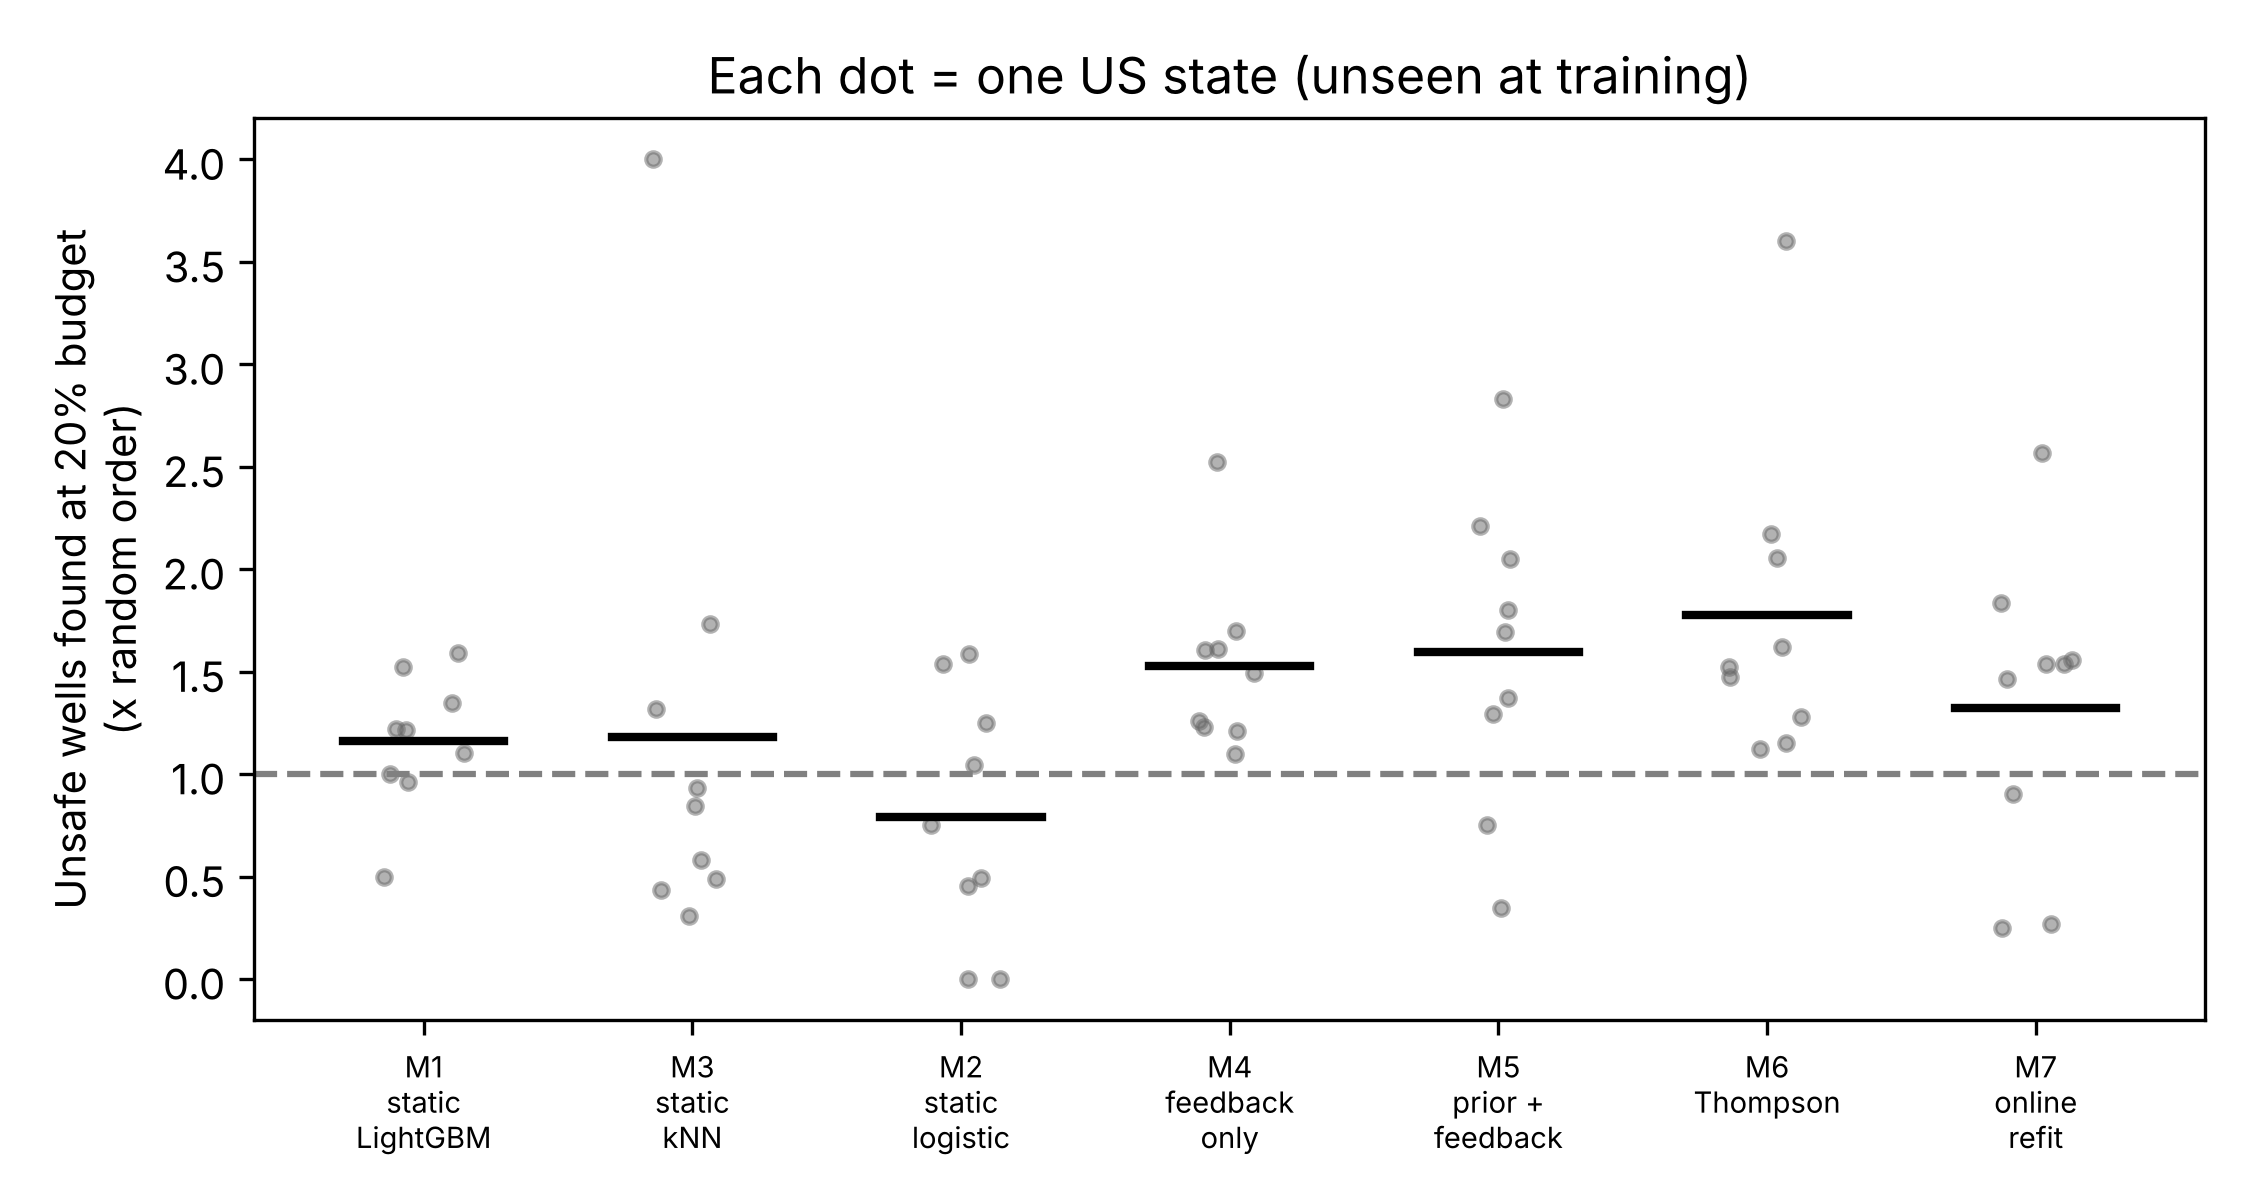 Each dot = one US state (unseen at training)
Unsafe wells found at 20% budget
(x random order)
4.0
3.5
3.0
2.5
2.0
1.5
1.0
0.5
0.0
M1
static
LightGBM
M3
static
kNN
M2
static
logistic
M4
feedback
only
M5
prior +
feedback
M6
Thompson
M7
online
refit